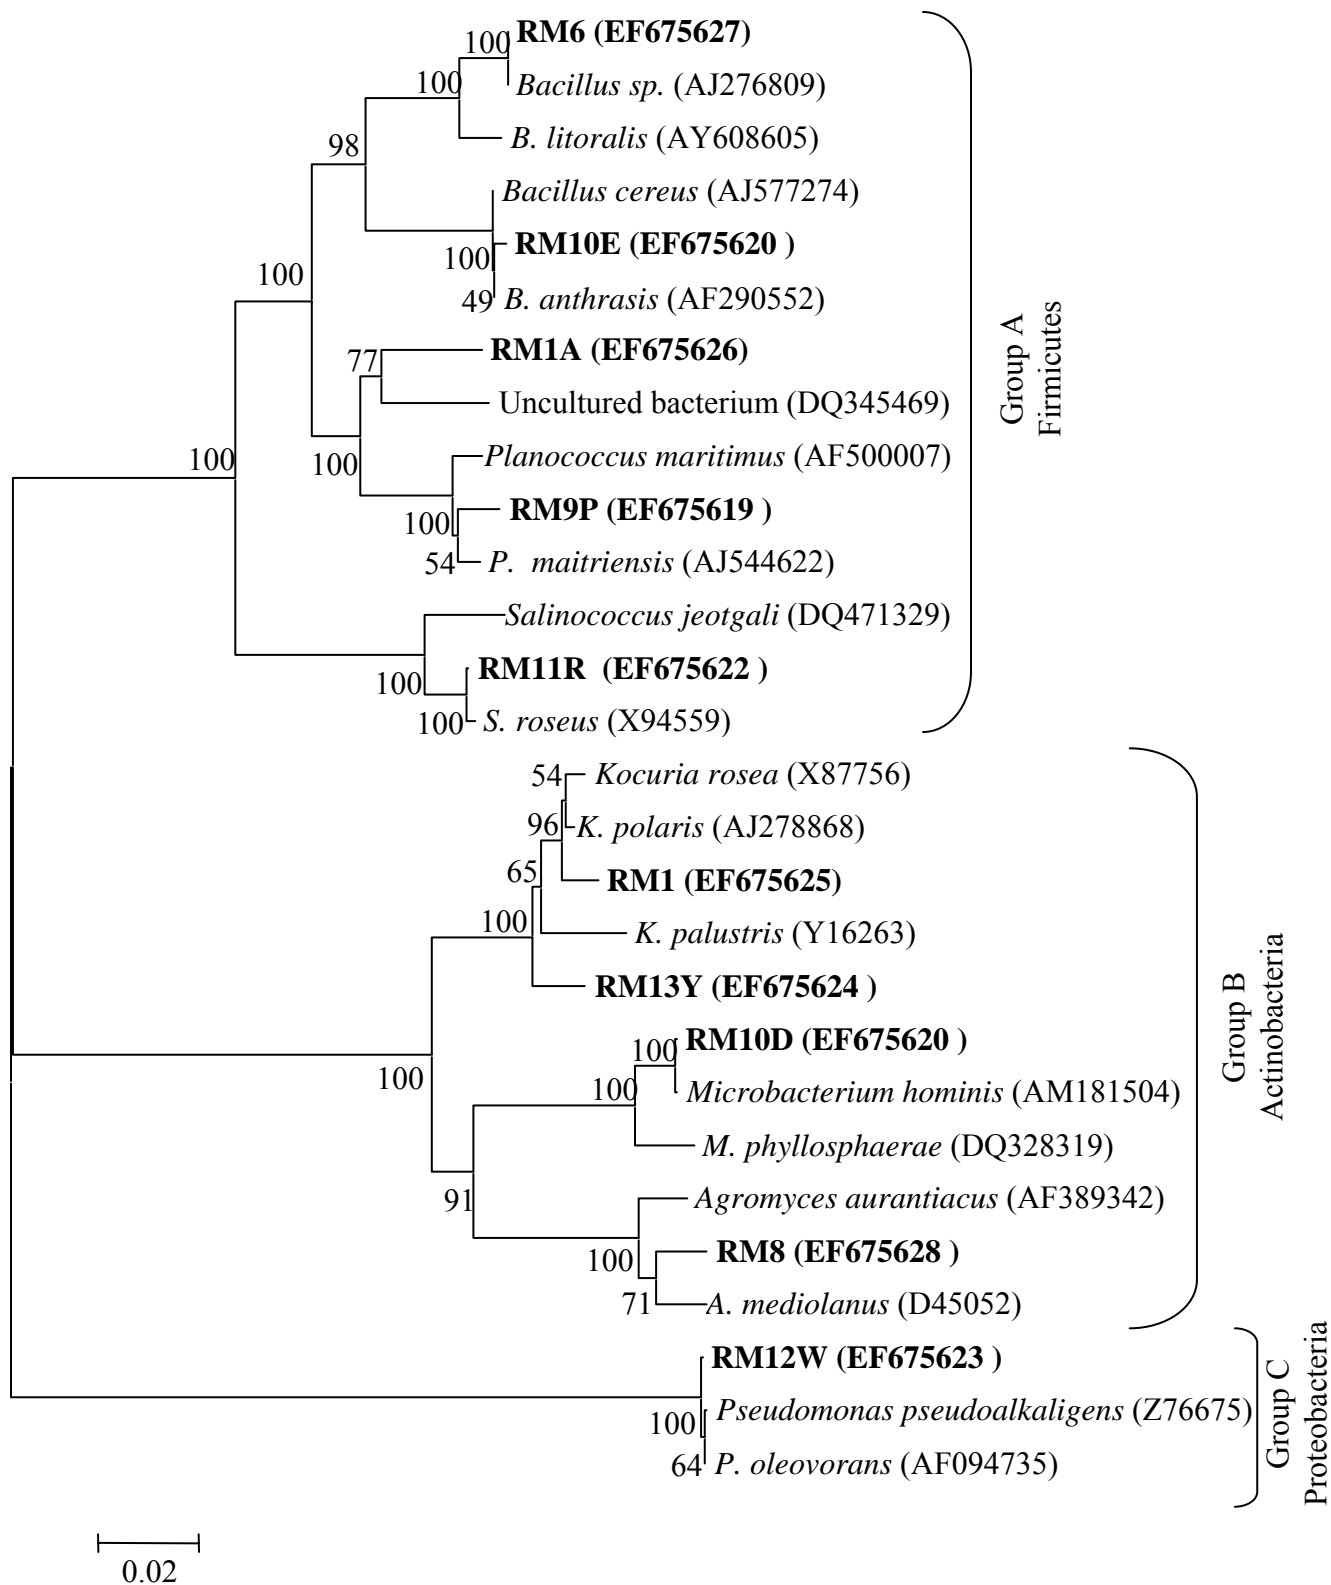 RM6 (EF675627)
100
Bacillus sp. (AJ276809)
100
B. litoralis (AY608605)
98
Bacillus cereus (AJ577274)
RM10E (EF675620 )
100
49
B. anthrasis (AF290552)
100
RM1A (EF675626)
77
Uncultured bacterium (DQ345469)
100
100
Planococcus maritimus (AF500007)
RM9P (EF675619 )
100
54
P. maitriensis (AJ544622)
Salinococcus jeotgali (DQ471329)
RM11R (EF675622 )
100
100
S. roseus (X94559)
Group A
Firmicutes
54
Kocuria rosea (X87756)
96
K. polaris (AJ278868)
65
RM1 (EF675625)
100
K. palustris (Y16263)
RM13Y (EF675624 )
RM10D (EF675620 )
100
100
100
Microbacterium hominis (AM181504)
M. phyllosphaerae (DQ328319)
91
Agromyces aurantiacus (AF389342)
RM8 (EF675628 )
100
71
A. mediolanus (D45052)
Group B
Actinobacteria
RM12W (EF675623 )
100
Pseudomonas pseudoalkaligens (Z76675)
64
P. oleovorans (AF094735)
Group C
Proteobacteria
0.02